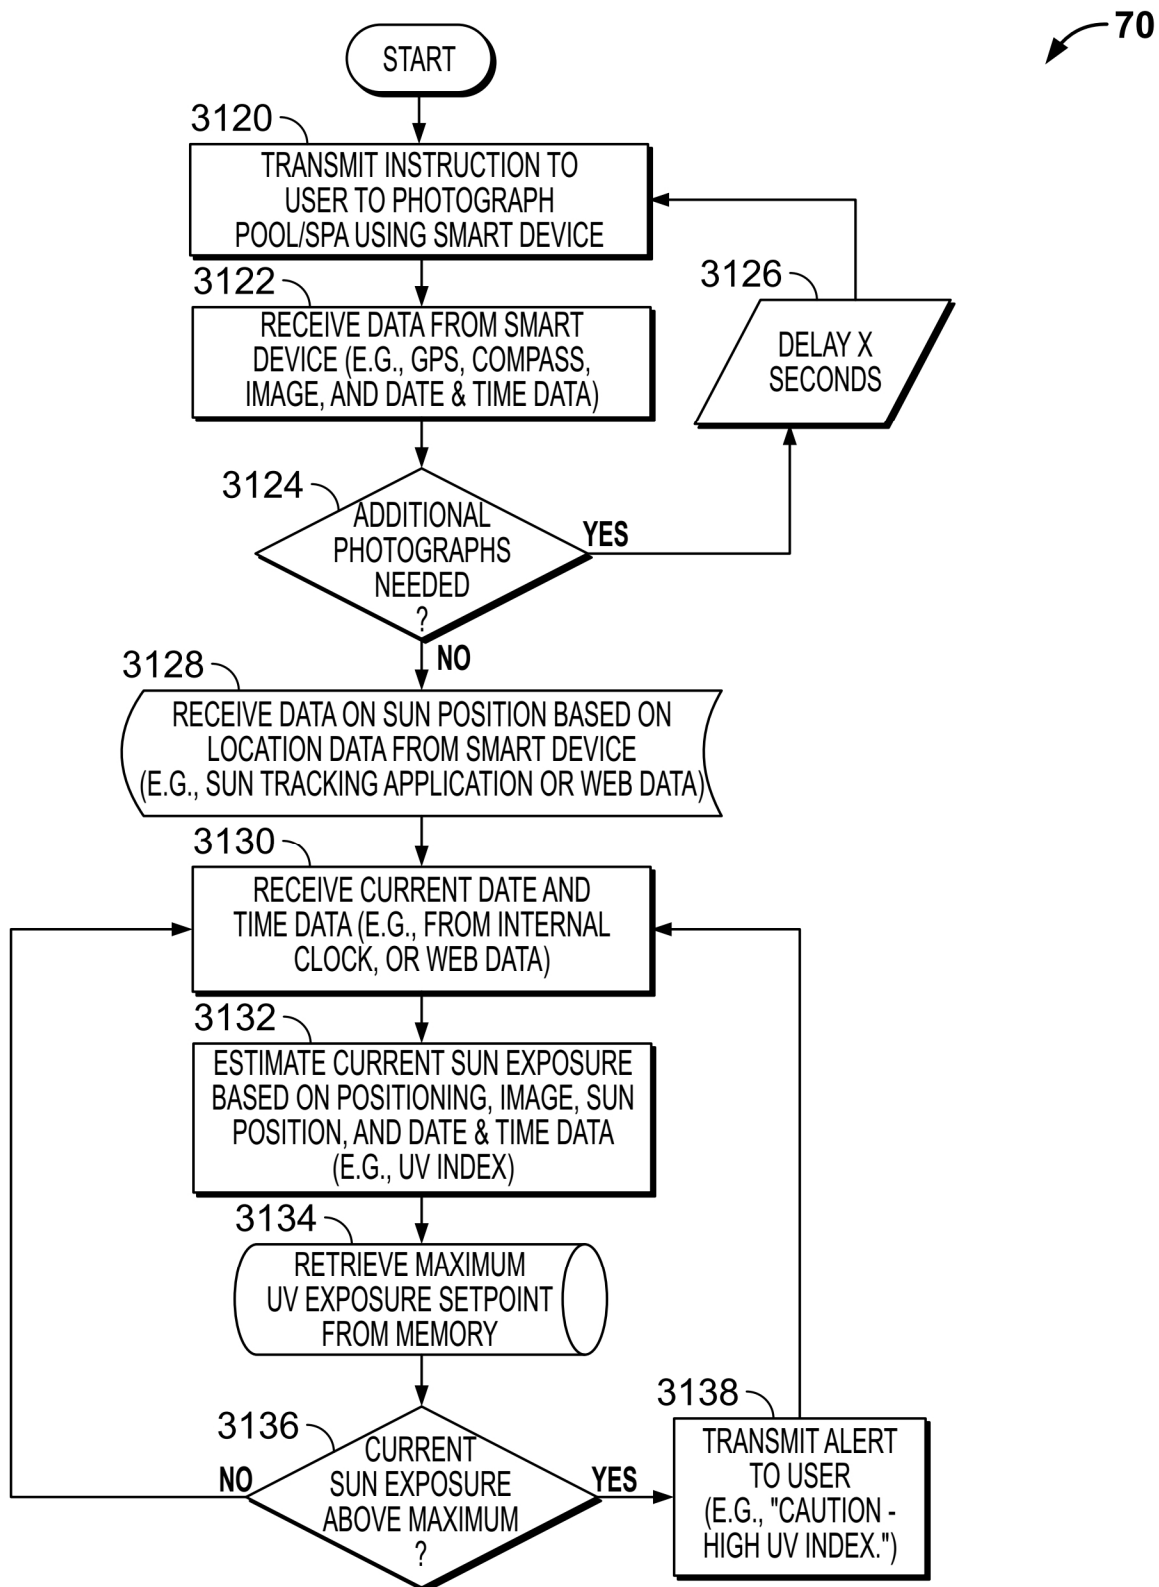 70
START
3120
TRANSMIT INSTRUCTION TO
USER TO PHOTOGRAPH
POOL/SPA USING SMART DEVICE
3122
RECEIVE DATA FROM SMART
DEVICE (E.G., GPS, COMPASS,
IMAGE, AND DATE & TIME DATA)
3126
DELAY X
SECONDS
3124
ADDITIONAL
PHOTOGRAPHS
NEEDED
?
YES
NO
3128
RECEIVE DATA ON SUN POSITION BASED ON
LOCATION DATA FROM SMART DEVICE
(E.G., SUN TRACKING APPLICATION OR WEB DATA)
3130
RECEIVE CURRENT DATE AND
TIME DATA (E.G., FROM INTERNAL
CLOCK, OR WEB DATA)
3132
ESTIMATE CURRENT SUN EXPOSURE
BASED ON POSITIONING, IMAGE, SUN
POSITION, AND DATE & TIME DATA
(E.G., UV INDEX)
3134
RETRIEVE MAXIMUM
UV EXPOSURE SETPOINT
FROM MEMORY
3136
CURRENT
SUN EXPOSURE
ABOVE MAXIMUM
?
NO
YES
3138
TRANSMIT ALERT
TO USER
(E.G., "CAUTION -
HIGH UV INDEX.")